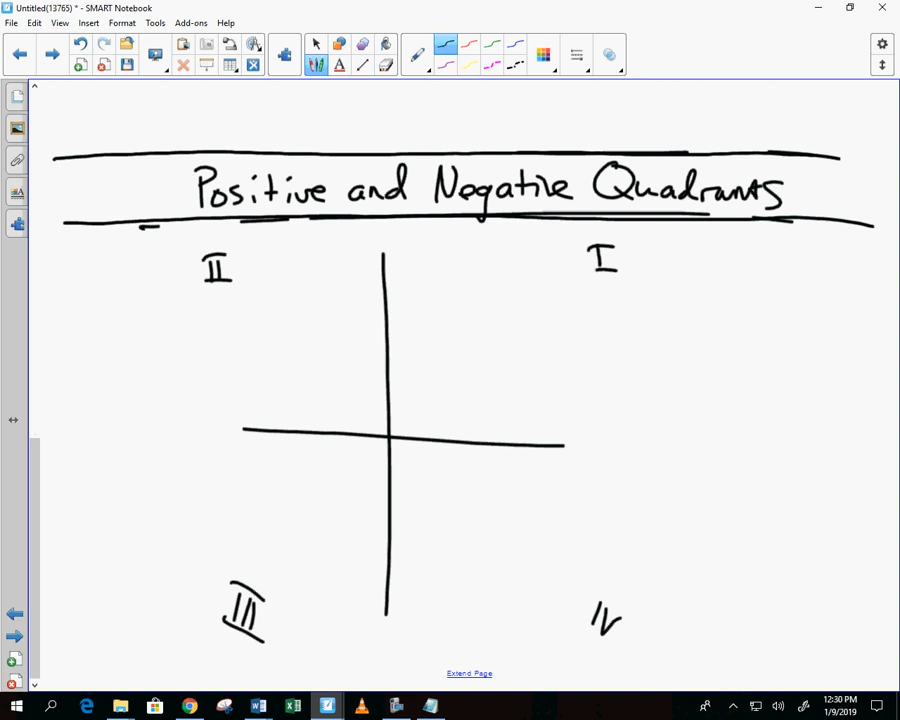 Untitled(13765) * - SMART Notebook
File Edit View Insert Format Tools Add-ons Help
Positive and Negative Quadrants
II I
III IV
Extend Page
12:30 PM
1/9/2019